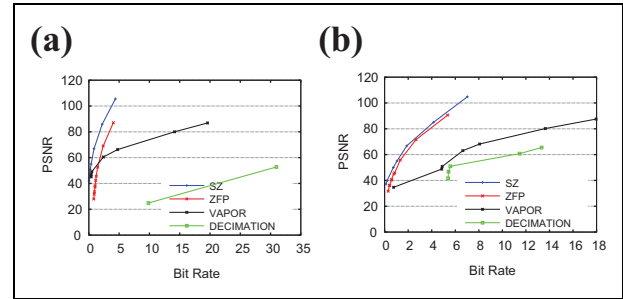 (a)
(b)
PSNR
120
100
80
60
40
20
0
0 5 10 15 20 25 30 35
Bit Rate
SZ
ZFP
VAPOR
DECIMATION
PSNR
120
100
80
60
40
20
0
0 2 4 6 8 10 12 14 16 18
Bit Rate
SZ
ZFP
VAPOR
DECIMATION